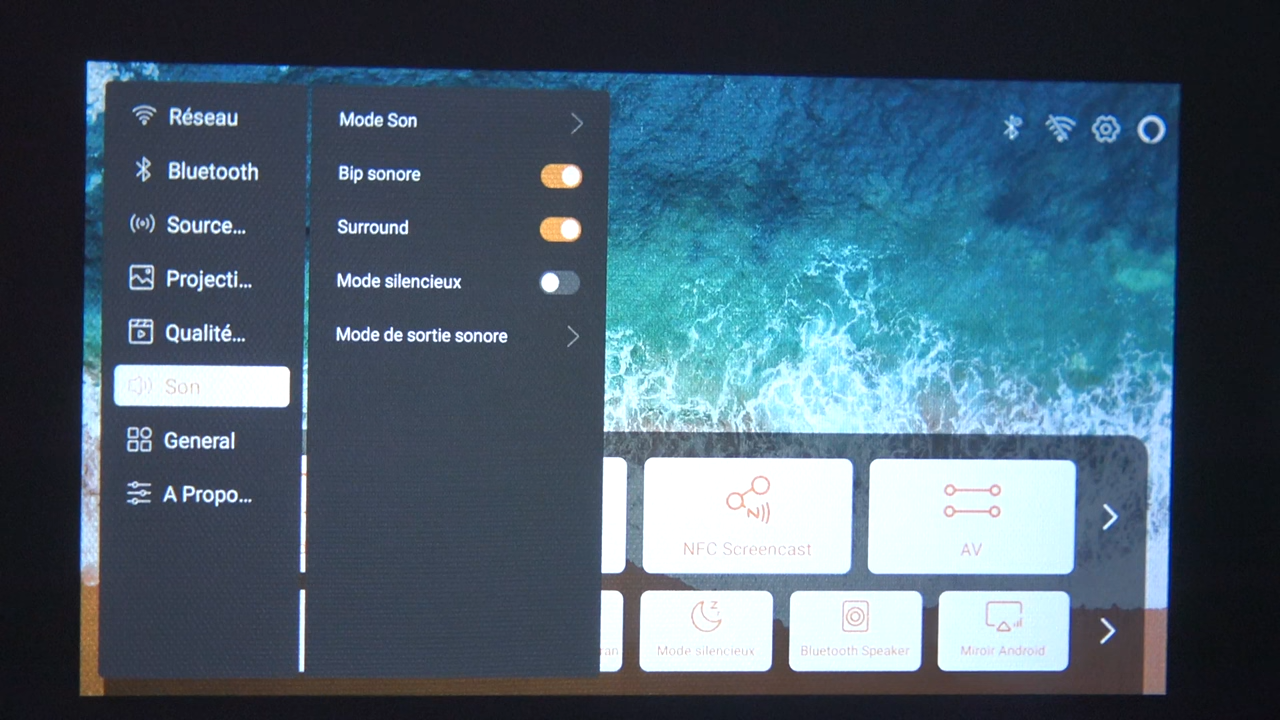 Réseau
Bluetooth
Source...
Projecti...
Qualité...
Son
General
A Propo...
Mode Son
Bip sonore
Surround
Mode silencieux
Mode de sortie sonore
NFC Screencast
AV
ran
Mode silencieux
Bluetooth Speaker
Miroir Android